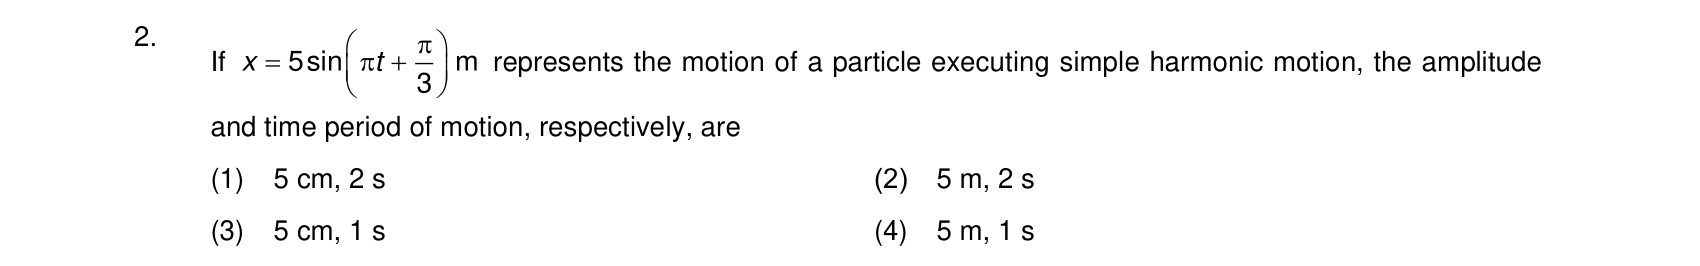 2. If x = 5sin(πt + π/3) m represents the motion of a particle executing simple harmonic motion, the amplitude
and time period of motion, respectively, are
(1) 5 cm, 2 s (2) 5 m, 2 s
(3) 5 cm, 1 s (4) 5 m, 1 s